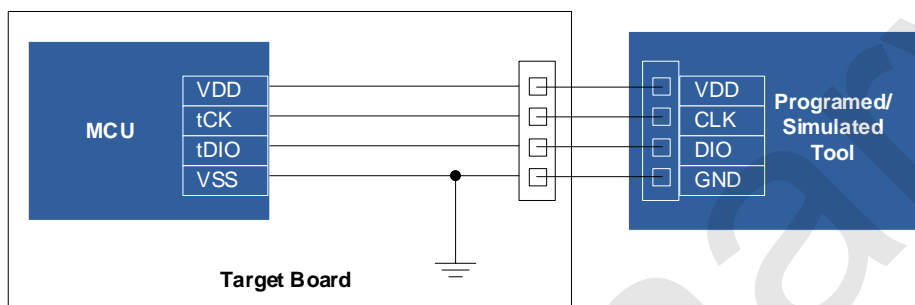 MCU
VDD
tCK
tDIO
VSS
VDD
CLK
DIO
GND
Programed/
Simulated
Tool
Target Board